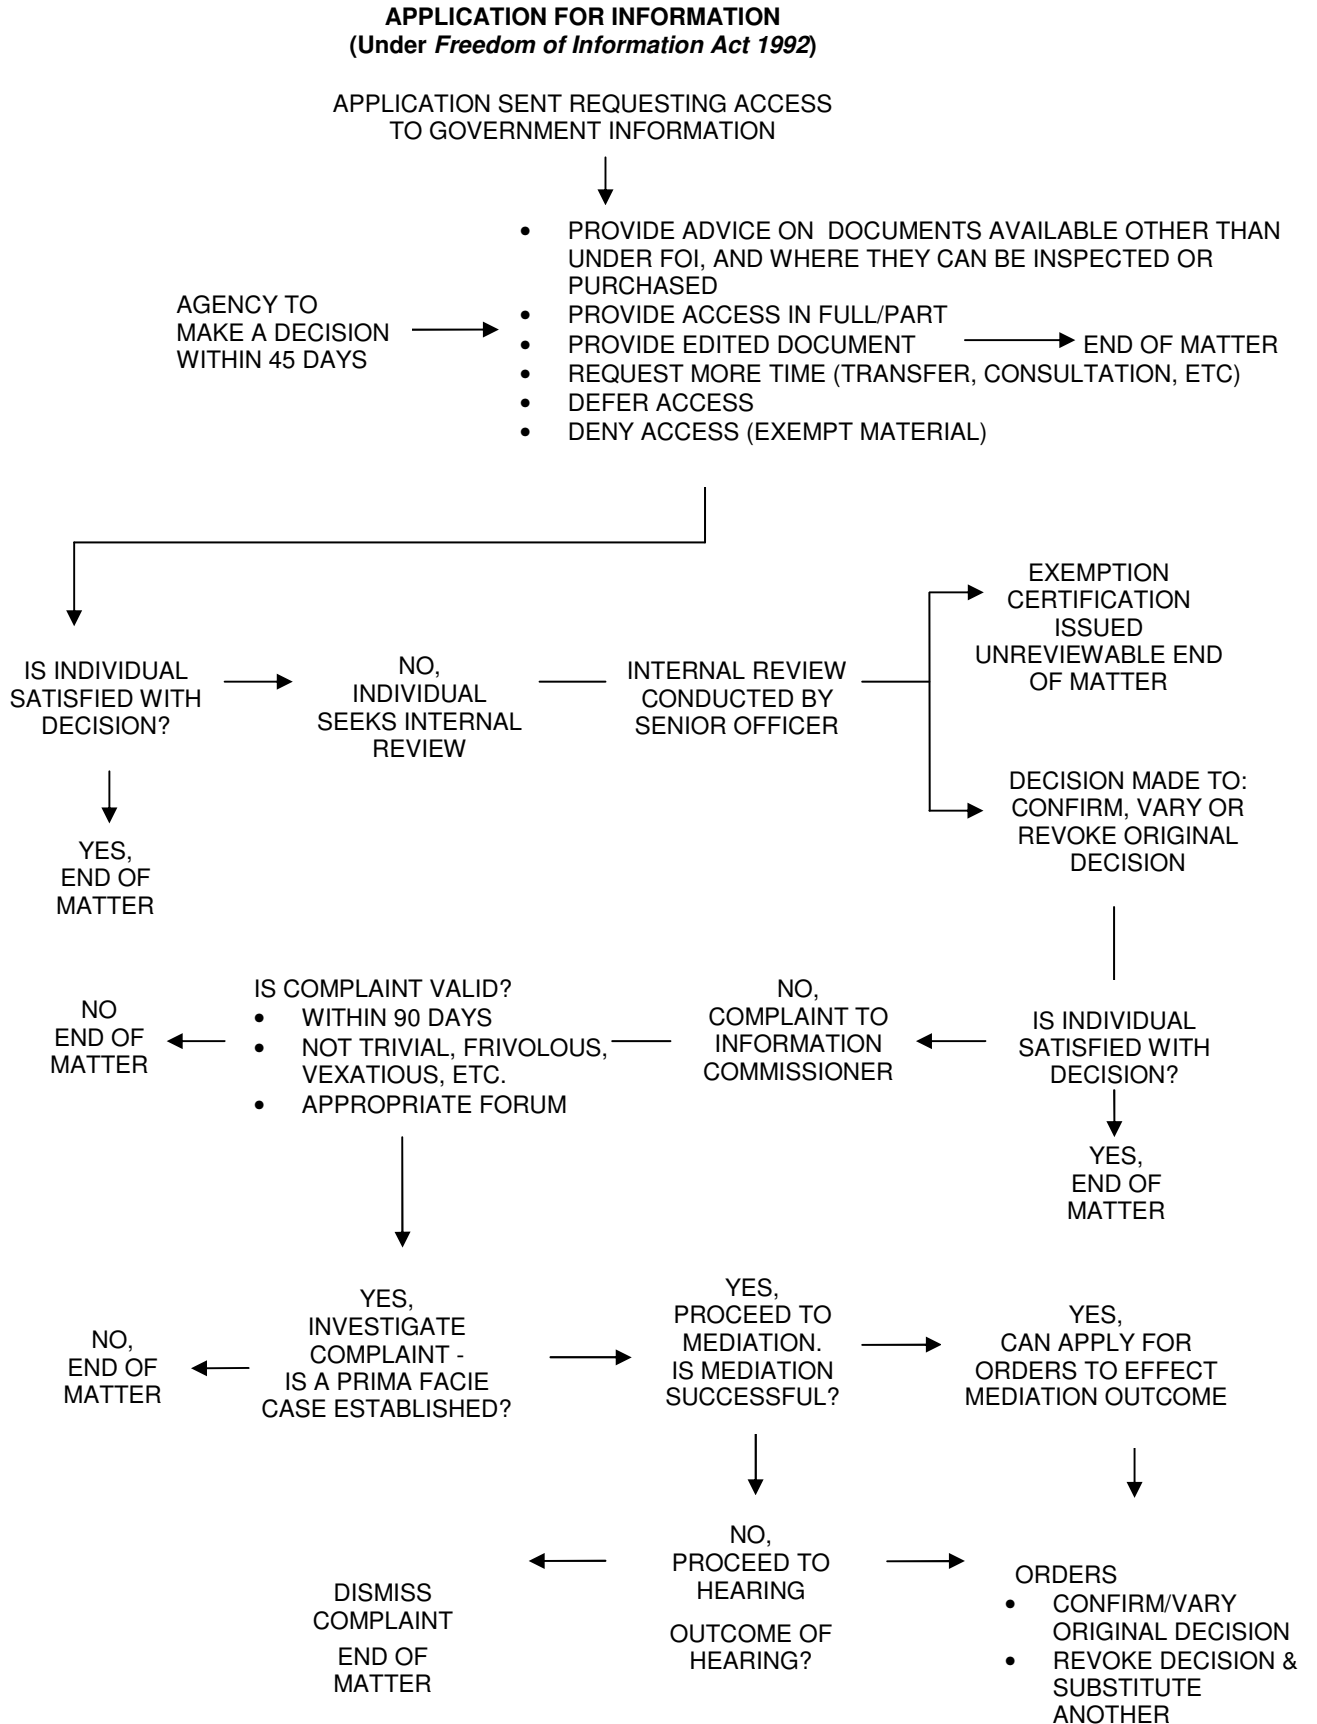 APPLICATION FOR INFORMATION
(Under Freedom of Information Act 1992)
APPLICATION SENT REQUESTING ACCESS
TO GOVERNMENT INFORMATION
AGENCY TO
MAKE A DECISION
WITHIN 45 DAYS
• PROVIDE ADVICE ON  DOCUMENTS AVAILABLE OTHER THAN
UNDER FOI, AND WHERE THEY CAN BE INSPECTED OR
PURCHASED
• PROVIDE ACCESS IN FULL/PART
• PROVIDE EDITED DOCUMENT
END OF MATTER
• REQUEST MORE TIME (TRANSFER, CONSULTATION, ETC)
• DEFER ACCESS
• DENY ACCESS (EXEMPT MATERIAL)
IS INDIVIDUAL
SATISFIED WITH
DECISION?
NO,
INDIVIDUAL
SEEKS INTERNAL
REVIEW
INTERNAL REVIEW
CONDUCTED BY
SENIOR OFFICER
EXEMPTION
CERTIFICATION
ISSUED
UNREVIEWABLE END
OF MATTER
DECISION MADE TO:
CONFIRM, VARY OR
REVOKE ORIGINAL
DECISION
YES,
END OF
MATTER
NO
END OF
MATTER
IS COMPLAINT VALID?
• WITHIN 90 DAYS
• NOT TRIVIAL, FRIVOLOUS,
VEXATIOUS, ETC.
• APPROPRIATE FORUM
NO,
COMPLAINT TO
INFORMATION
COMMISSIONER
IS INDIVIDUAL
SATISFIED WITH
DECISION?
YES,
END OF
MATTER
NO,
END OF
MATTER
YES,
INVESTIGATE
COMPLAINT -
IS A PRIMA FACIE
CASE ESTABLISHED?
YES,
PROCEED TO
MEDIATION.
IS MEDIATION
SUCCESSFUL?
YES,
CAN APPLY FOR
ORDERS TO EFFECT
MEDIATION OUTCOME
DISMISS
COMPLAINT
END OF
MATTER
NO,
PROCEED TO
HEARING
OUTCOME OF
HEARING?
ORDERS
• CONFIRM/VARY
ORIGINAL DECISION
• REVOKE DECISION &
SUBSTITUTE
ANOTHER